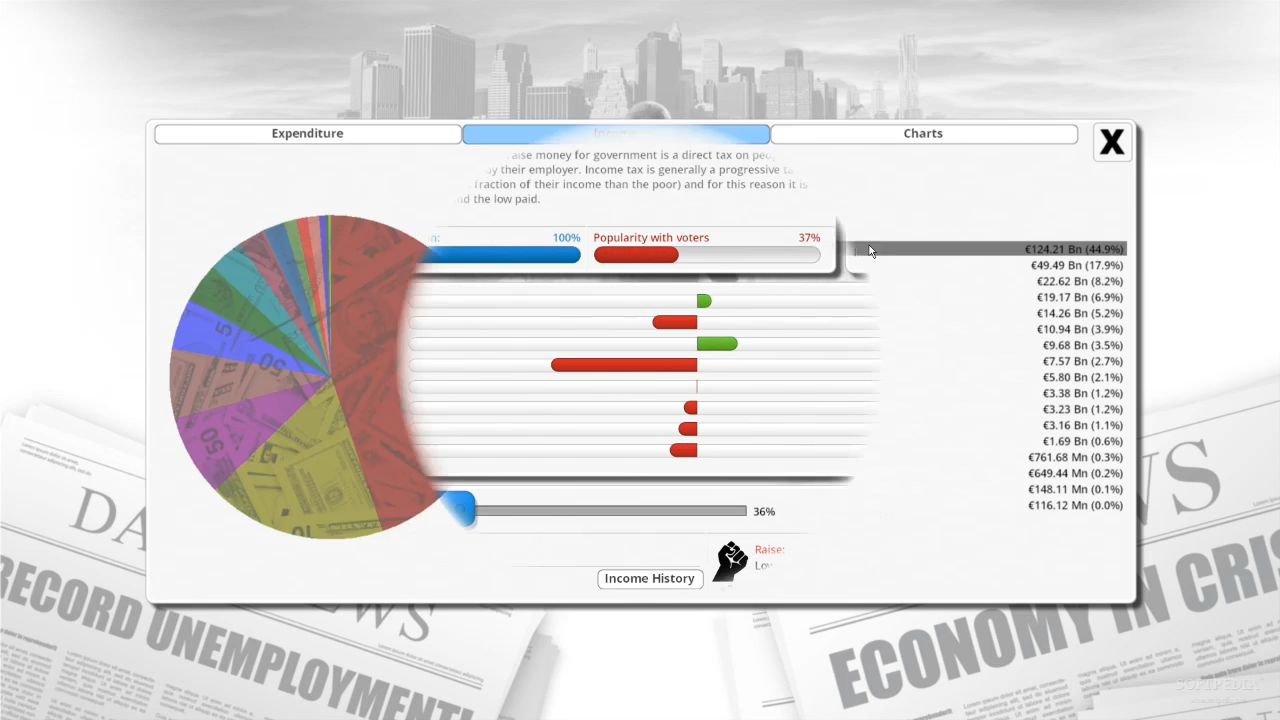 Expenditure
Income
Charts
X
raise money for government is a direct tax on
by their employer. Income tax is generally a progressive
fraction of their income than the poor) and for this reason it is
the low paid.
100%
Popularity with voters
37%
€124.21 Bn (44.9%)
€49.49 Bn (17.9%)
€22.62 Bn (8.2%)
€19.17 Bn (6.9%)
€14.26 Bn (5.2%)
€10.94 Bn (3.9%)
€9.68 Bn (3.5%)
€7.57 Bn (2.7%)
€5.80 Bn (2.1%)
€3.38 Bn (1.2%)
€3.23 Bn (1.2%)
€3.16 Bn (1.1%)
€1.69 Bn (0.6%)
€761.68 Mn (0.3%)
€649.44 Mn (0.2%)
€148.11 Mn (0.1%)
€116.12 Mn (0.0%)
36%
Raise:
Income History
RECORD UNEMPLOYMENT!
ECONOMY IN CRIS
SOFTPEDIA